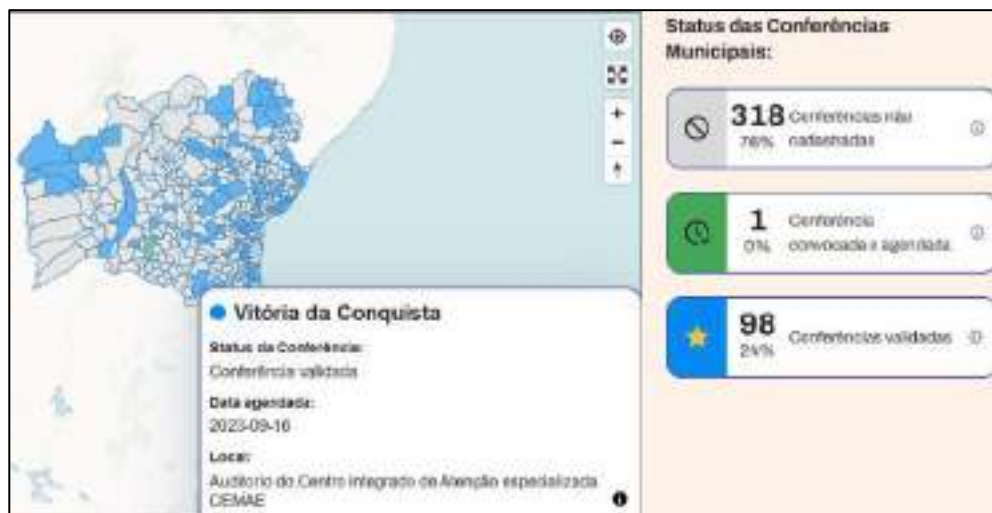 Status das Conferências
Municipais:
318 Conferências não
76% cadastradas
1 Conferência
0% convocada e agendada
98 Conferências validadas
24%
Vitória da Conquista
Status da Conferência:
Conferência validada
Data agendada:
2023-09-16
Local:
Auditorio do Centro integrado de Atenção especializada
CEMAE